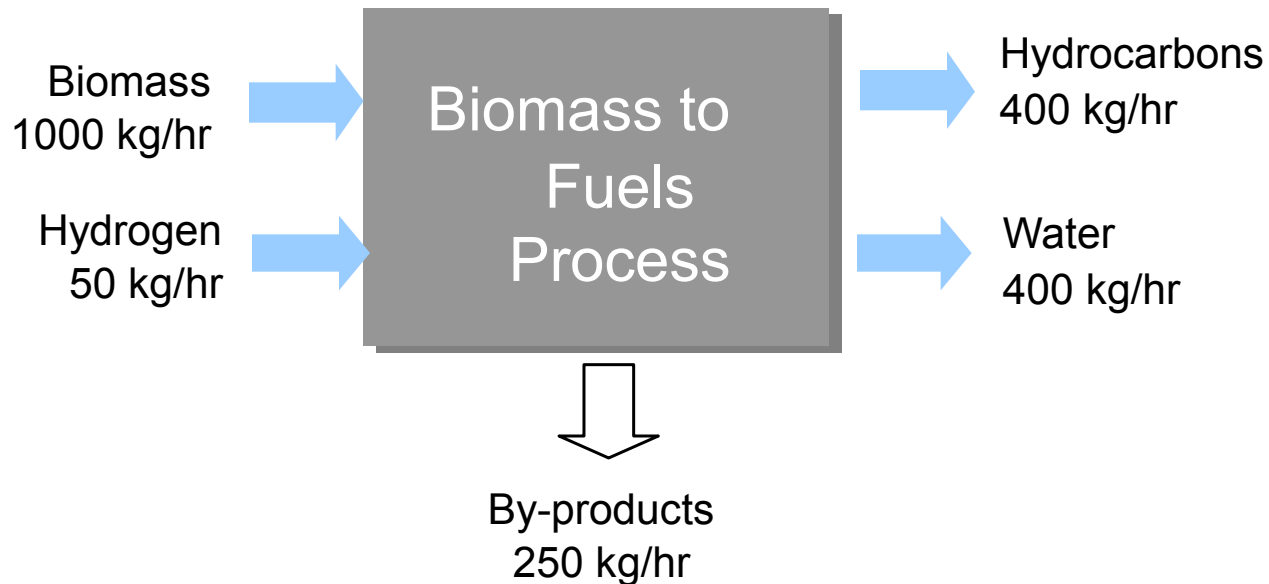 Biomass
1000 kg/hr
Hydrogen
50 kg/hr
Biomass to
Fuels
Process
Hydrocarbons
400 kg/hr
Water
400 kg/hr
By-products
250 kg/hr